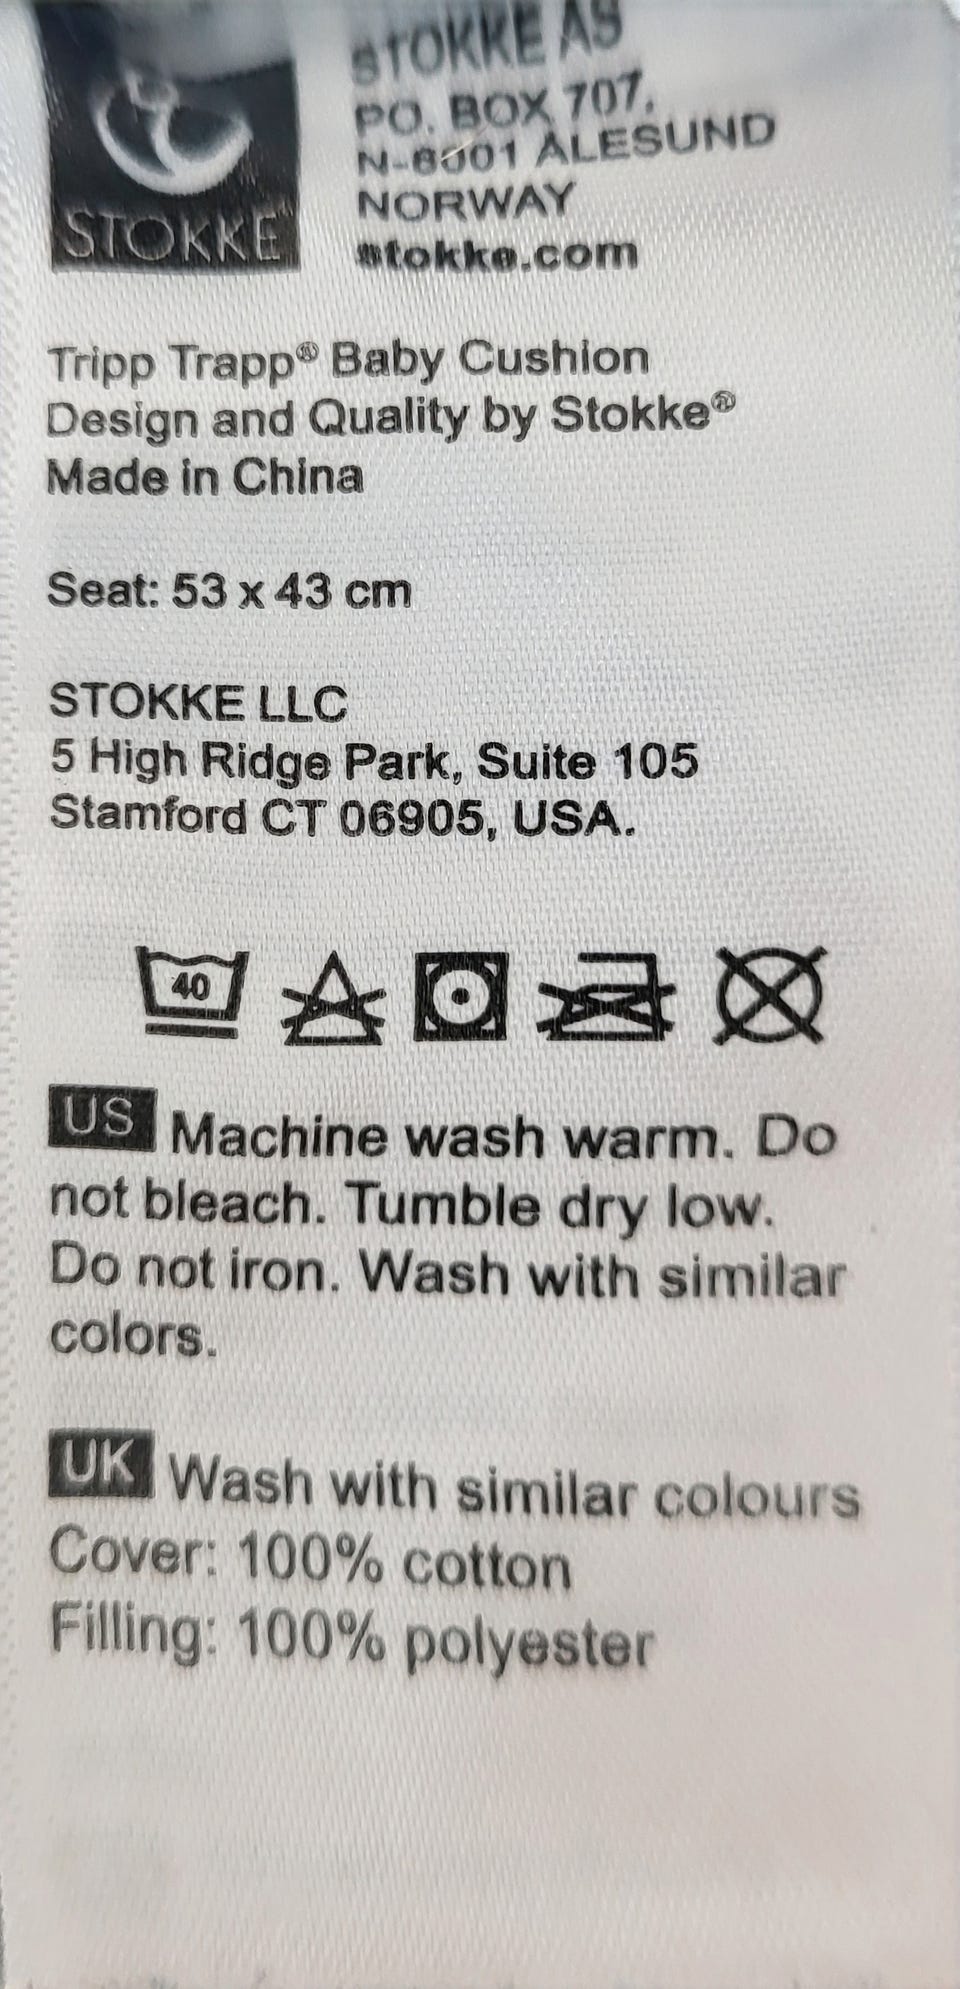 STOKKE
STOKKE AS
PO. BOX 707,
N-6001 ÅLESUND
NORWAY
stokke.com
Tripp Trapp® Baby Cushion
Design and Quality by Stokke®
Made in China
Seat: 53 x 43 cm
STOKKE LLC
5 High Ridge Park, Suite 105
Stamford CT 06905, USA.
40
US Machine wash warm. Do
not bleach. Tumble dry low.
Do not iron. Wash with similar
colors.
UK Wash with similar colours
Cover: 100% cotton
Filling: 100% polyester